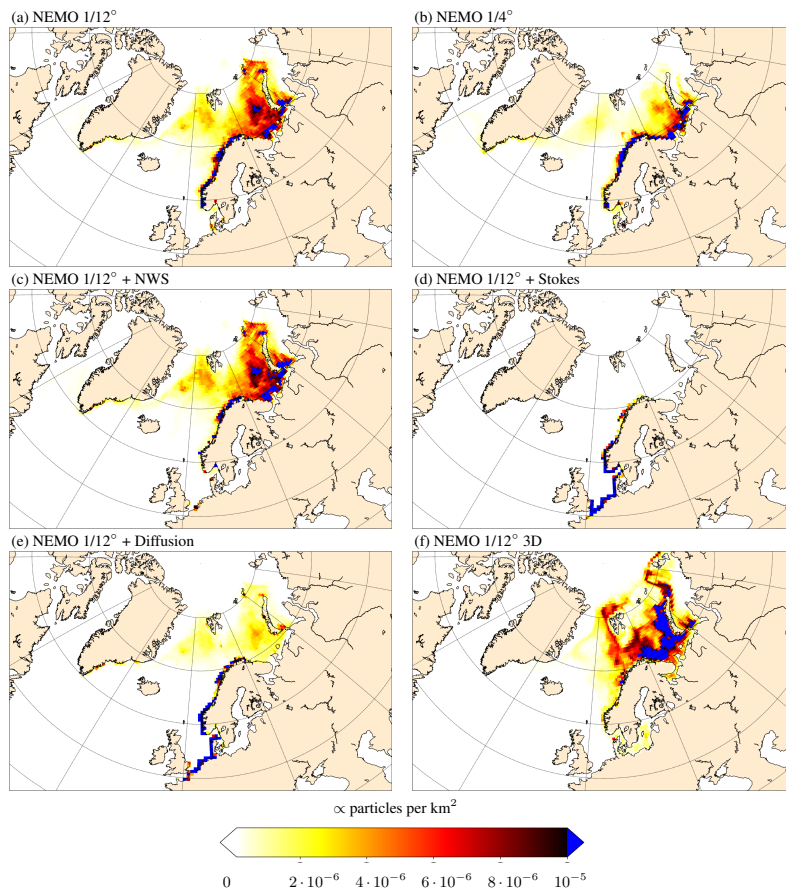 (a) NEMO 1/12° (b) NEMO 1/4°
(c) NEMO 1/12° + NWS (d) NEMO 1/12° + Stokes
(e) NEMO 1/12° + Diffusion (f) NEMO 1/12° 3D
∝ particles per km²
0 2·10⁻⁶ 4·10⁻⁶ 6·10⁻⁶ 8·10⁻⁶ 10⁻⁵